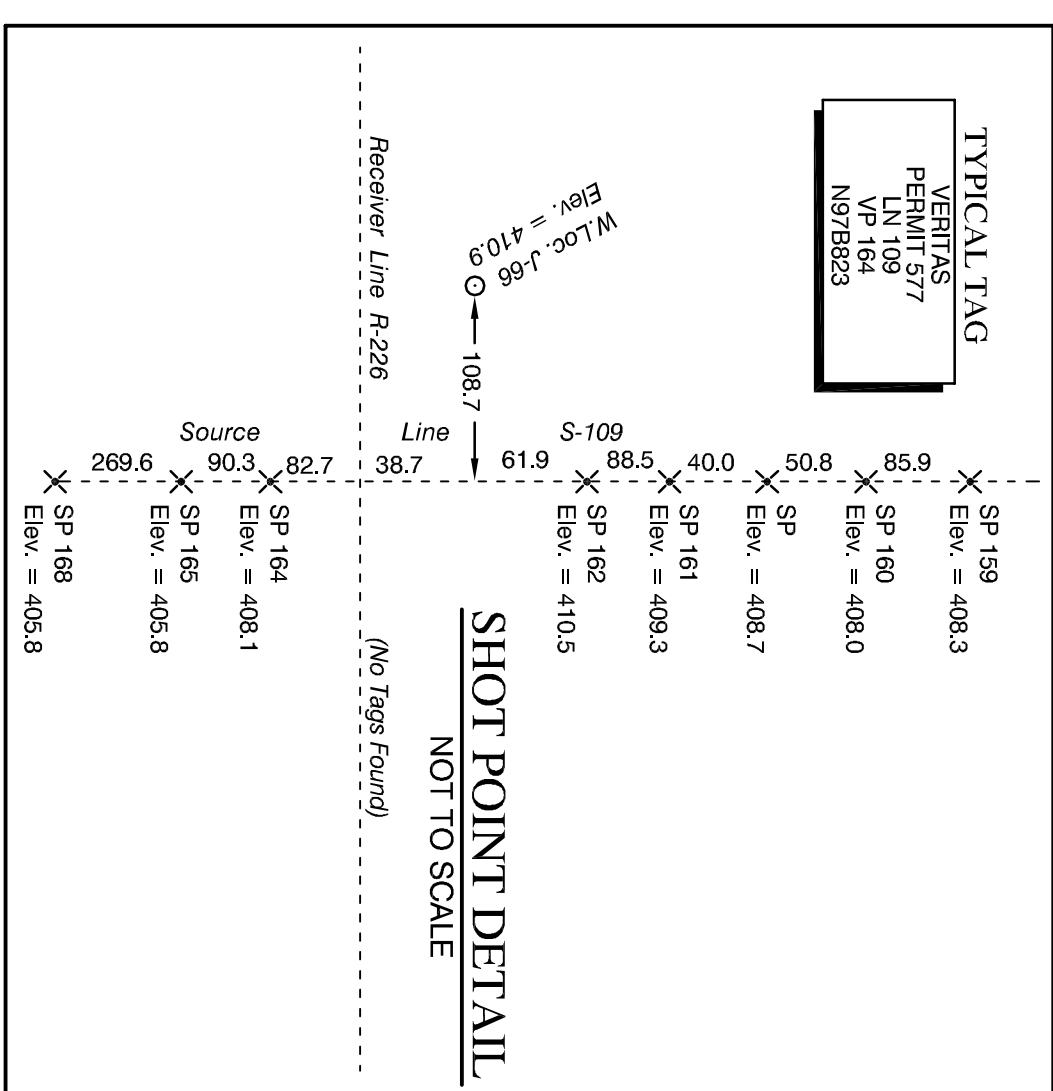 TYPICAL TAG
VERITAS
PERMIT 577
LN 109
VP 164
N97B823
W.Loc. J-66
Elev. = 410.9
108.7
Receiver Line R-226
(No Tags Found)
Source Line S-109
269.6
90.3
82.7
38.7
61.9
88.5
40.0
50.8
85.9
SP 159
Elev. = 408.3
SP 160
Elev. = 408.0
SP
Elev. = 408.7
SP 161
Elev. = 409.3
SP 162
Elev. = 410.5
SP 164
Elev. = 408.1
SP 165
Elev. = 405.8
SP 168
Elev. = 405.8
SHOT POINT DETAIL
NOT TO SCALE